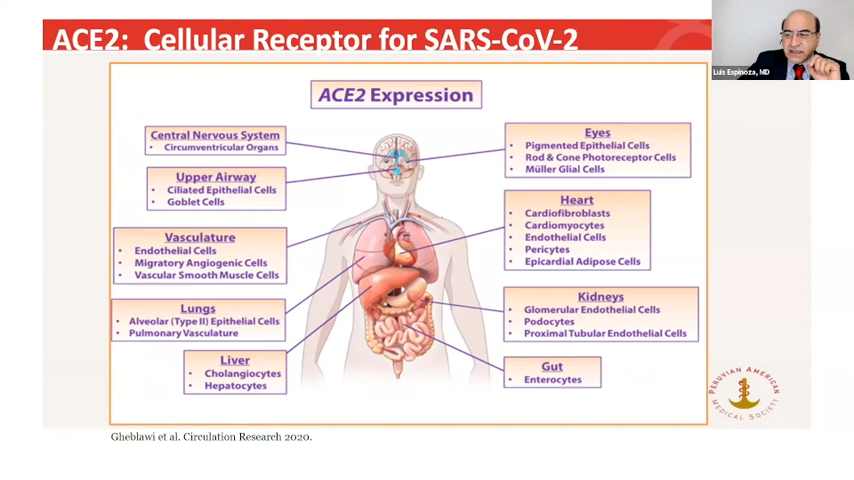 ACE2: Cellular Receptor for SARS-CoV-2
Luis Espinoza, MD
ACE2 Expression
Central Nervous System
• Circumventricular Organs
Upper Airway
• Ciliated Epithelial Cells
• Goblet Cells
Vasculature
• Endothelial Cells
• Migratory Angiogenic Cells
• Vascular Smooth Muscle Cells
Lungs
• Alveolar (Type II) Epithelial Cells
• Pulmonary Vasculature
Liver
• Cholangiocytes
• Hepatocytes
Eyes
• Pigmented Epithelial Cells
• Rod & Cone Photoreceptor Cells
• Müller Glial Cells
Heart
• Cardiofibroblasts
• Cardiomyocytes
• Endothelial Cells
• Pericytes
• Epicardial Adipose Cells
Kidneys
• Glomerular Endothelial Cells
• Podocytes
• Proximal Tubular Endothelial Cells
Gut
• Enterocytes
PERUVIAN AMERICAN
MEDICAL SOCIETY
Gheblawi et al. Circulation Research 2020.